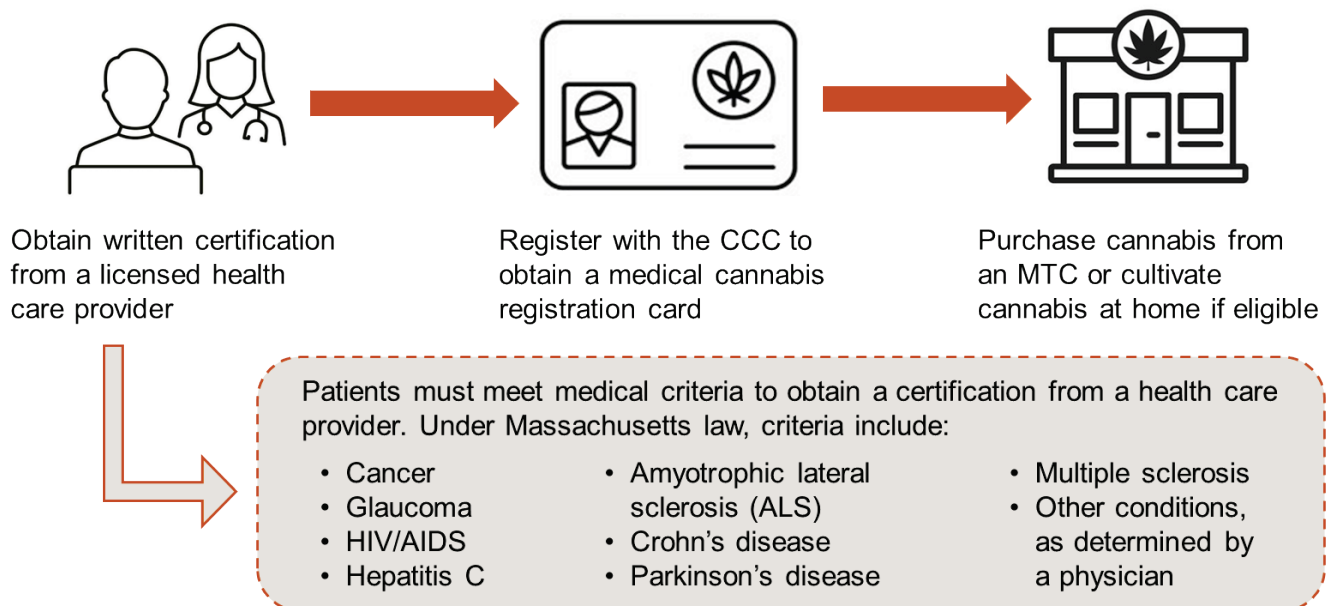 Obtain written certification
from a licensed health
care provider
Register with the CCC to
obtain a medical cannabis
registration card
Purchase cannabis from
an MTC or cultivate
cannabis at home if eligible
Patients must meet medical criteria to obtain a certification from a health care
provider. Under Massachusetts law, criteria include:
• Cancer
• Glaucoma
• HIV/AIDS
• Hepatitis C
• Amyotrophic lateral
sclerosis (ALS)
• Crohn’s disease
• Parkinson’s disease
• Multiple sclerosis
• Other conditions,
as determined by
a physician